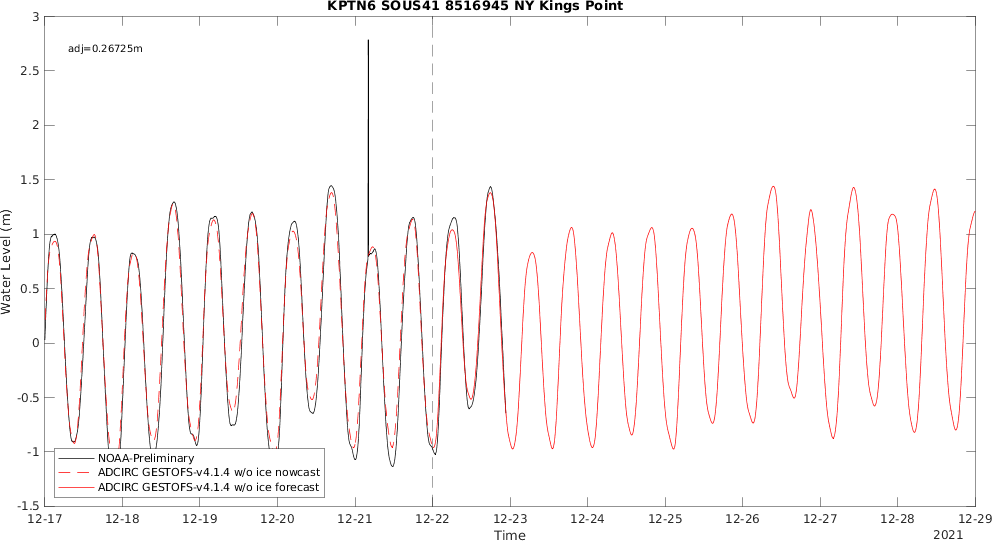 KPTN6 SOUS41 8516945 NY Kings Point
adj=0.26725m
3
2.5
2
1.5
1
0.5
0
-0.5
-1
-1.5
Water Level (m)
NOAA-Preliminary
ADCIRC GESTOFS-v4.1.4 w/o ice nowcast
ADCIRC GESTOFS-v4.1.4 w/o ice forecast
12-17 12-18 12-19 12-20 12-21 12-22 12-23 12-24 12-25 12-26 12-27 12-28 12-29
Time
2021